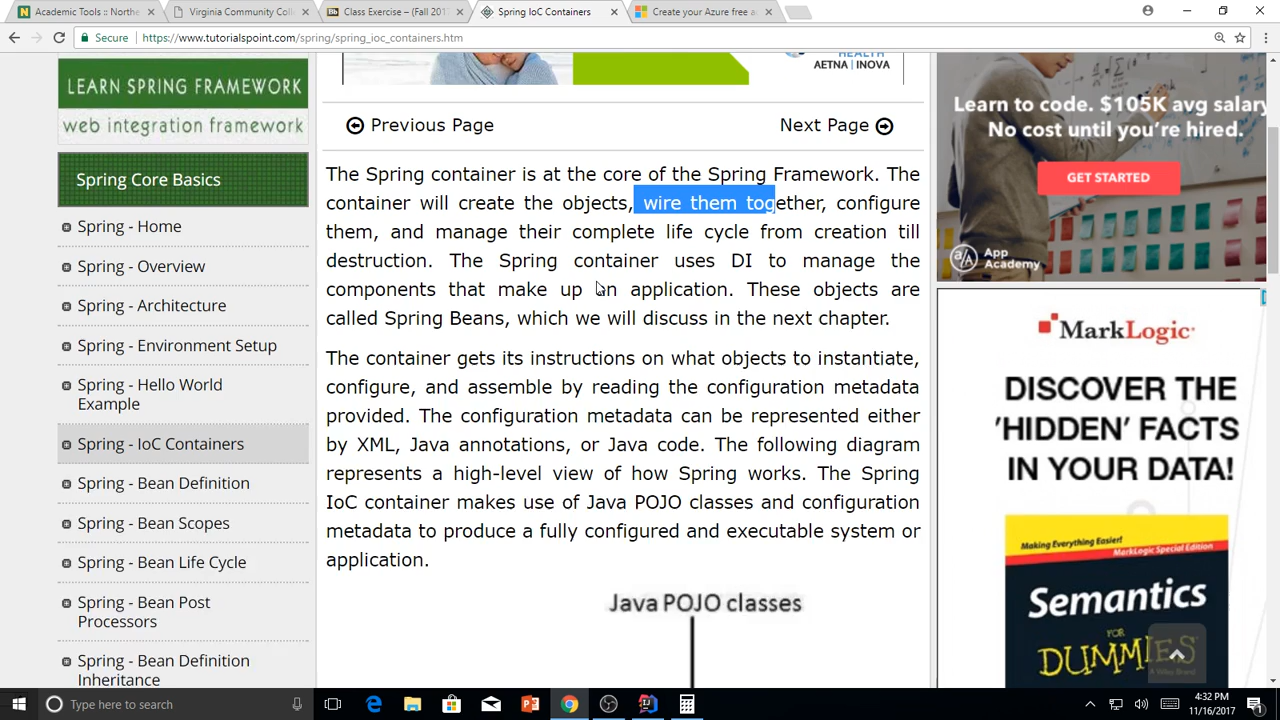 Academic Tools :: Northe
Virginia Community Coll
Class Exercise – (Fall 201
Spring IoC Containers
Create your Azure free a
Secure
https://www.tutorialspoint.com/spring/spring_ioc_containers.htm
LEARN SPRING FRAMEWORK
web integration framework
Spring Core Basics
Spring - Home
Spring - Overview
Spring - Architecture
Spring - Environment Setup
Spring - Hello World
Example
Spring - IoC Containers
Spring - Bean Definition
Spring - Bean Scopes
Spring - Bean Life Cycle
Spring - Bean Post
Processors
Spring - Bean Definition
Inheritance
HEALTH
AETNA | INOVA
Previous Page
Next Page
The Spring container is at the core of the Spring Framework. The
container will create the objects, wire them together, configure
them, and manage their complete life cycle from creation till
destruction. The Spring container uses DI to manage the
components that make up an application. These objects are
called Spring Beans, which we will discuss in the next chapter.
The container gets its instructions on what objects to instantiate,
configure, and assemble by reading the configuration metadata
provided. The configuration metadata can be represented either
by XML, Java annotations, or Java code. The following diagram
represents a high-level view of how Spring works. The Spring
IoC container makes use of Java POJO classes and configuration
metadata to produce a fully configured and executable system or
application.
Java POJO classes
Learn to code. $105K avg salary
No cost until you're hired.
GET STARTED
App
Academy
MarkLogic
DISCOVER THE
'HIDDEN' FACTS
IN YOUR DATA!
Making Everything Easier!
MarkLogic Special Edition
Semantics
FOR
DUMMIES
Type here to search
4:32 PM
11/16/2017